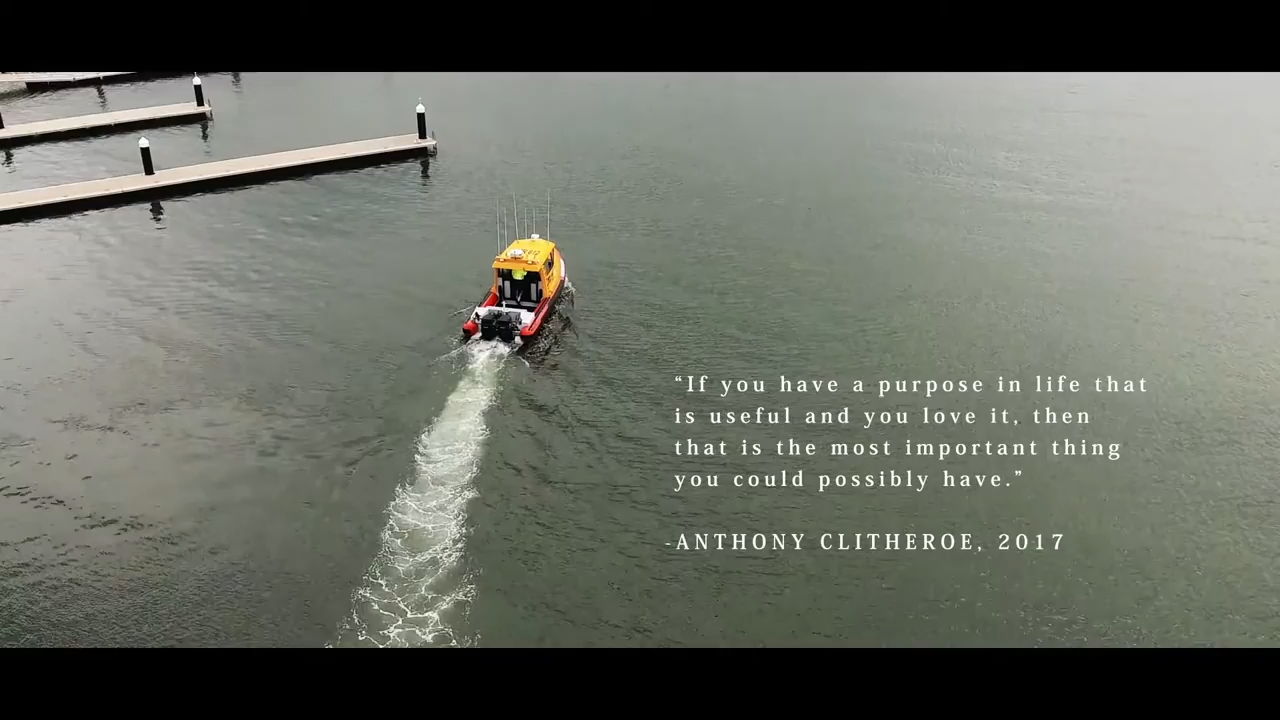 “If you have a purpose in life that
is useful and you love it, then
that is the most important thing
you could possibly have.”
-ANTHONY CLITHEROE, 2017